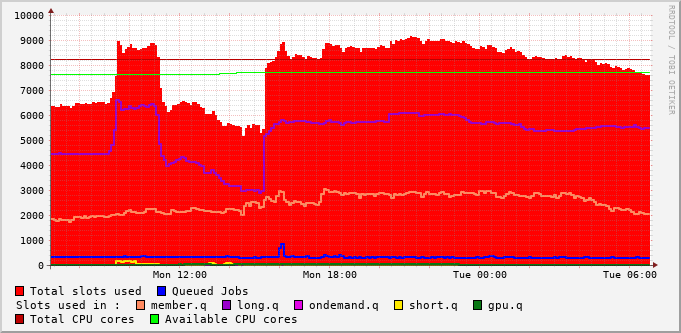 10000
9000
8000
7000
6000
5000
4000
3000
2000
1000
0
Mon 12:00 Mon 18:00 Tue 00:00 Tue 06:00
Total slots used Queued Jobs
Slots used in : member.q long.q ondemand.q short.q gpu.q
Total CPU cores Available CPU cores
RRDTOOL / TOBI OETIKER